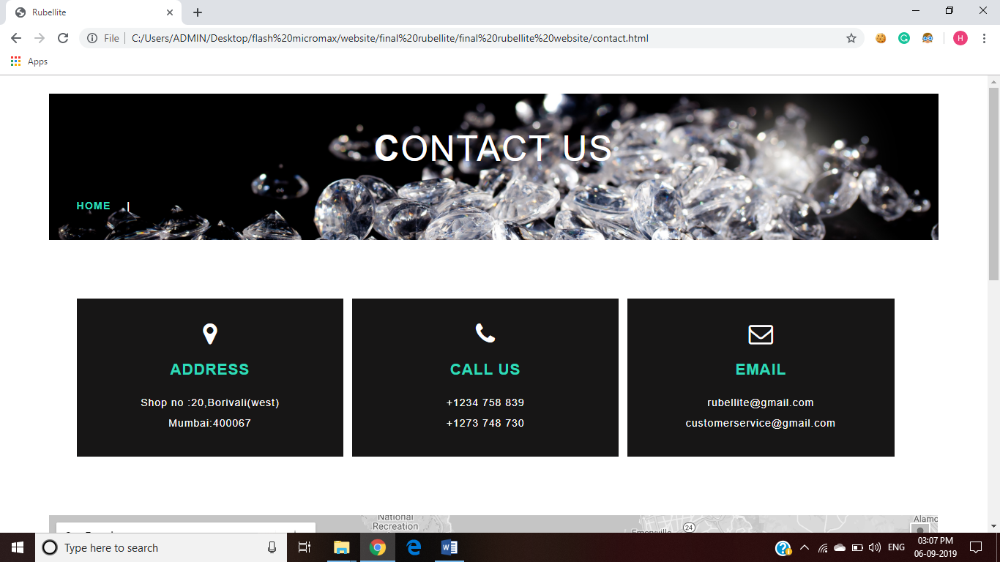 Rubellite
File C:/Users/ADMIN/Desktop/flash%20micromax/website/final%20rubellite/final%20rubellite%20website/contact.html
H
Apps
CONTACT US
HOME |
ADDRESS
Shop no :20,Borivali(west)
Mumbai:400067
CALL US
+1234 758 839
+1273 748 730
EMAIL
rubellite@gmail.com
customerservice@gmail.com
National
Recreation
24
Emeryville
Type here to search
ENG
03:07 PM
06-09-2019